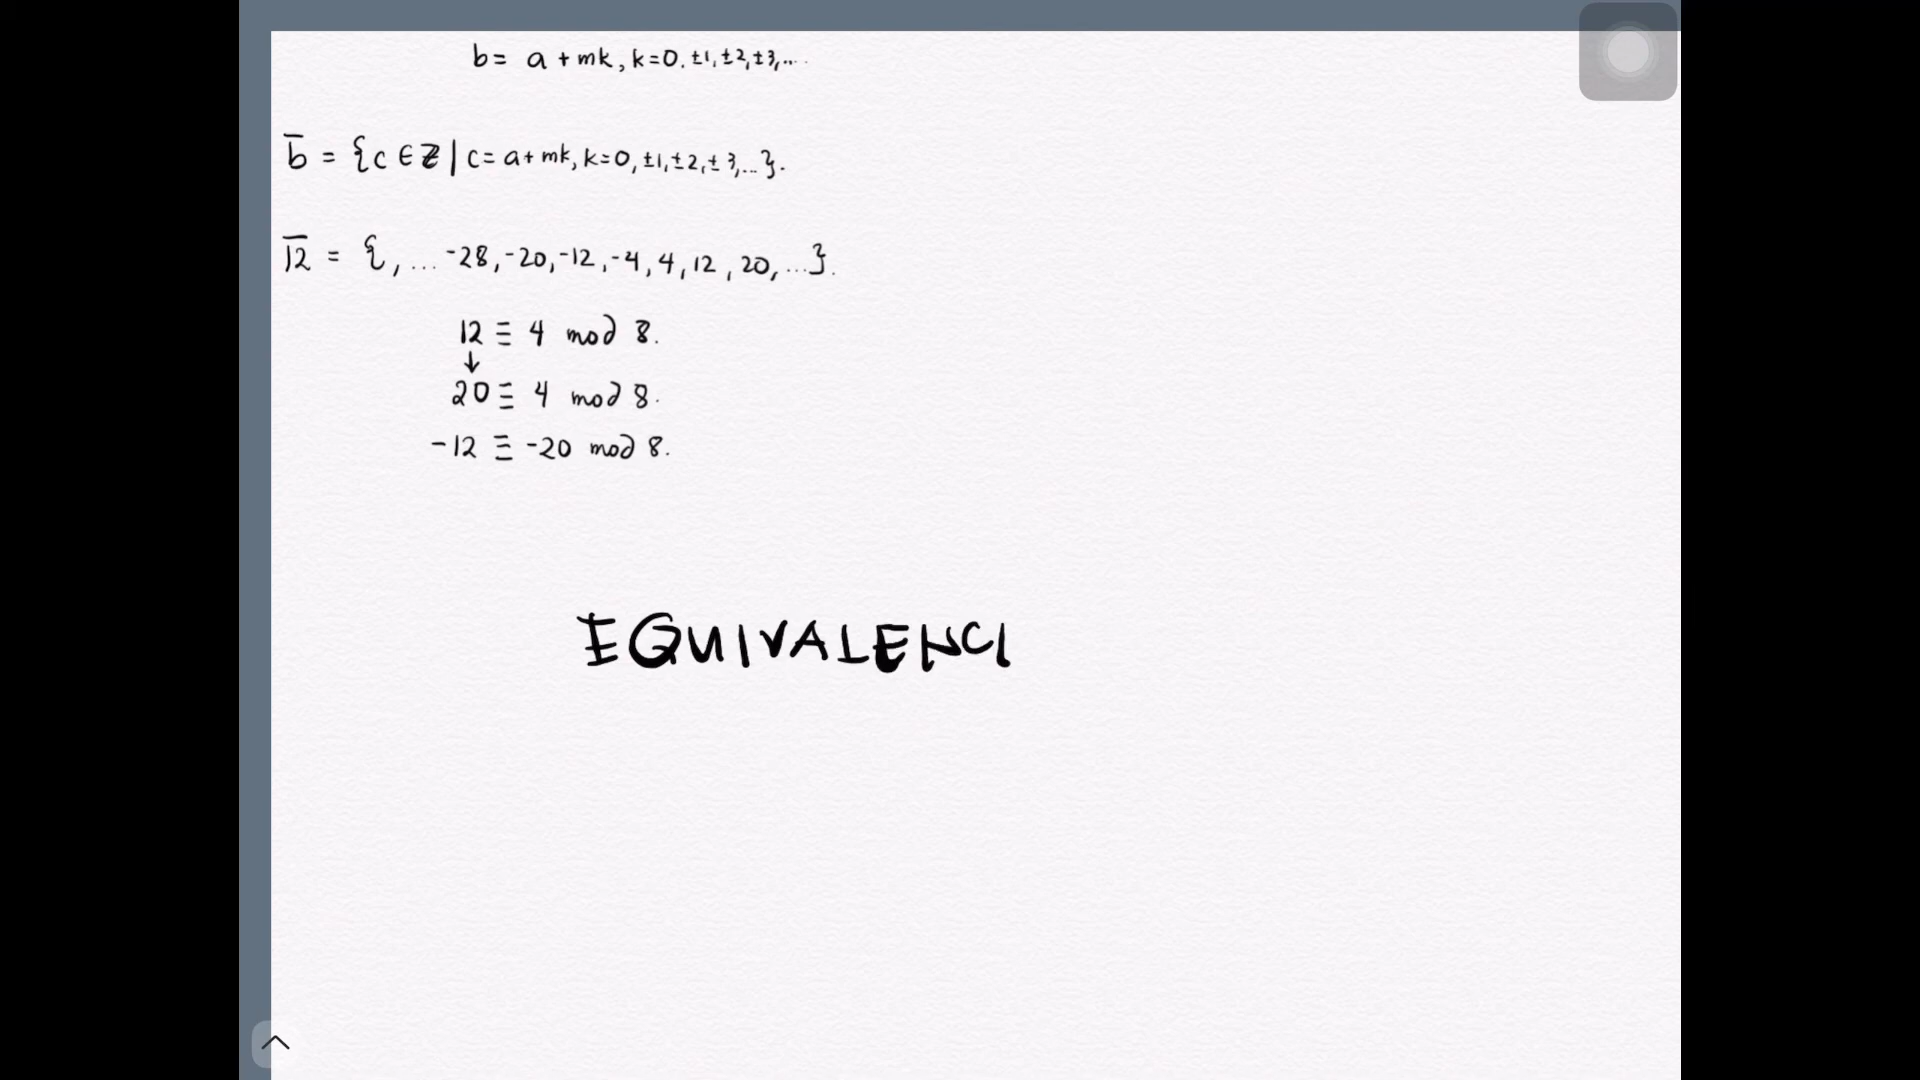 b = a + mk, k=0. ±1, ±2, ±3,...
b̅ = {c ∈ ℤ | c = a + mk, k=0, ±1, ±2, ± 3,...}.
1̅2̅ = {, ... -28, -20, -12, -4, 4, 12, 20, ...}.
12 ≡ 4 mod 8.
↓
20 ≡ 4 mod 8.
-12 ≡ -20 mod 8.
EQUIVALENC